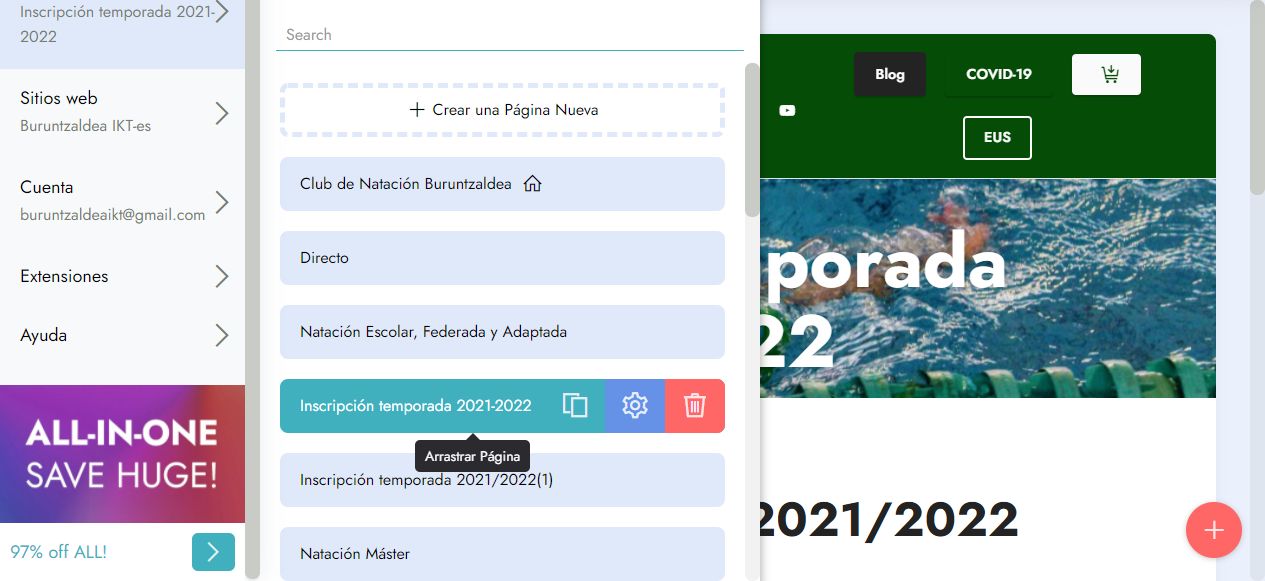 Inscripción temporada 2021-
2022
Sitios web
Buruntzaldea IKT-es
Cuenta
buruntzaldeaikt@gmail.com
Extensiones
Ayuda
ALL-IN-ONE
SAVE HUGE!
97% off ALL!
Search
Crear una Página Nueva
Club de Natación Buruntzaldea
Directo
Natación Escolar, Federada y Adaptada
Inscripción temporada 2021-2022
Arrastrar Página
Inscripción temporada 2021/2022(1)
Natación Máster
Blog
COVID-19
EUS
porada
22
2021/2022